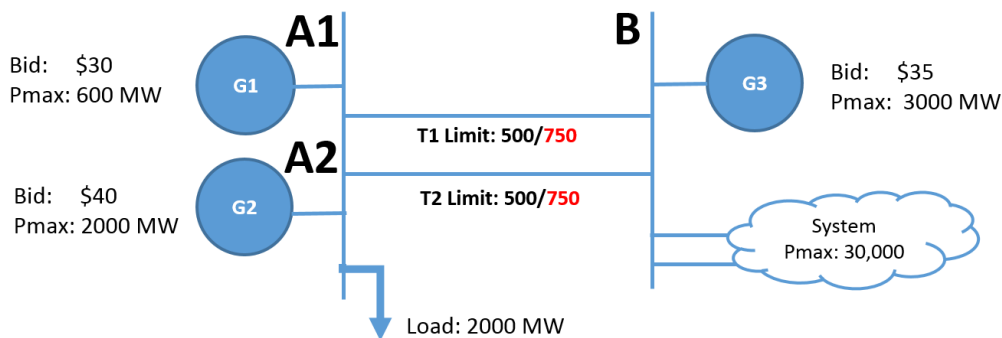 A1
B
Bid: $30
Pmax: 600 MW
G1
G3
Bid: $35
Pmax: 3000 MW
T1 Limit: 500/750
A2
T2 Limit: 500/750
Bid: $40
Pmax: 2000 MW
G2
System
Pmax: 30,000
Load: 2000 MW